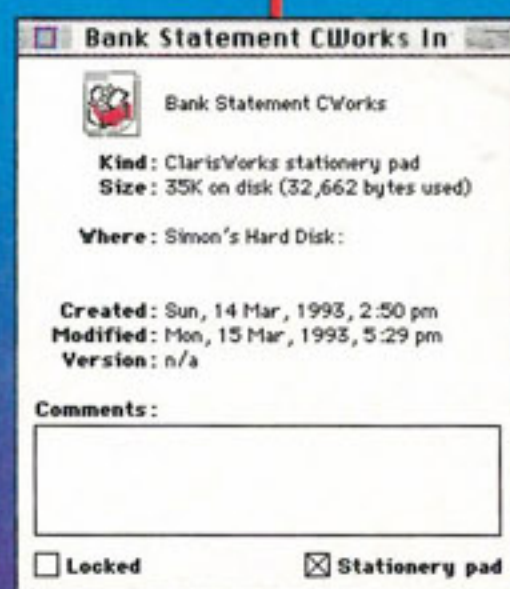 Bank Statement CWorks In
Bank Statement CWorks
Kind: ClarisWorks stationery pad
Size: 35K on disk (32,662 bytes used)
Where: Simon's Hard Disk:
Created: Sun, 14 Mar, 1993, 2:50 pm
Modified: Mon, 15 Mar, 1993, 5:29 pm
Version: n/a
Comments:
Locked Stationery pad